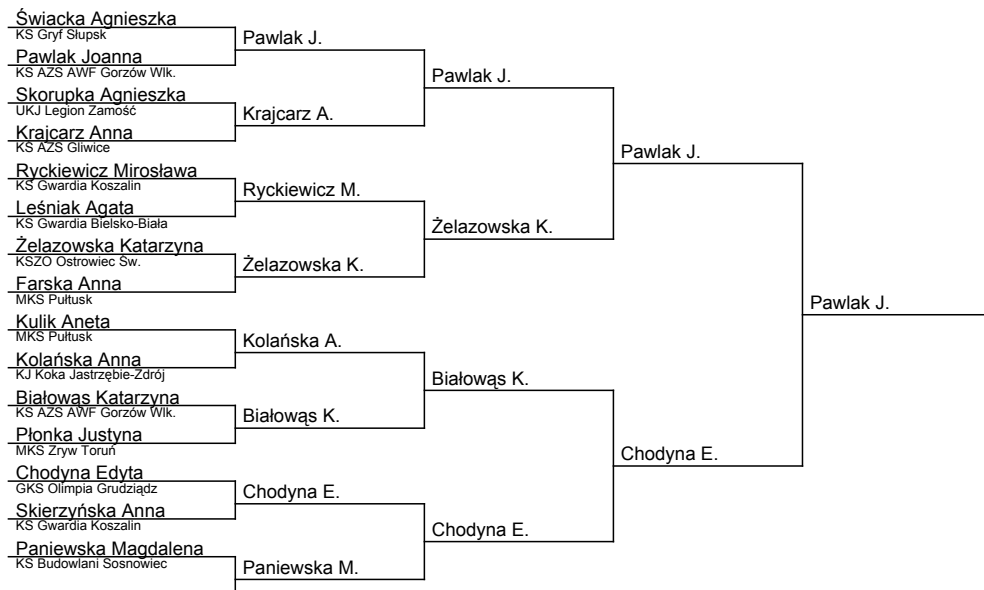 Świacka Agnieszka
KS Gryf Słupsk
Pawlak Joanna
KS AZS AWF Gorzów Wlk.
Skorupka Agnieszka
UKJ Legion Zamość
Krajcarz Anna
KS AZS Gliwice
Ryckiewicz Mirosława
KS Gwardia Koszalin
Leśniak Agata
KS Gwardia Bielsko-Biała
Żelazowska Katarzyna
KSZO Ostrowiec Św.
Farska Anna
MKS Pułtusk
Kulik Aneta
MKS Pułtusk
Kolańska Anna
KJ Koka Jastrzębie-Zdrój
Białowąs Katarzyna
KS AZS AWF Gorzów Wlk.
Płonka Justyna
MKS Zryw Toruń
Chodyna Edyta
GKS Olimpia Grudziądz
Skierzyńska Anna
KS Gwardia Koszalin
Paniewska Magdalena
KS Budowlani Sosnowiec
Pawlak J.
Krajcarz A.
Ryckiewicz M.
Żelazowska K.
Kolańska A.
Białowąs K.
Chodyna E.
Paniewska M.
Pawlak J.
Żelazowska K.
Białowąs K.
Chodyna E.
Pawlak J.
Chodyna E.
Pawlak J.